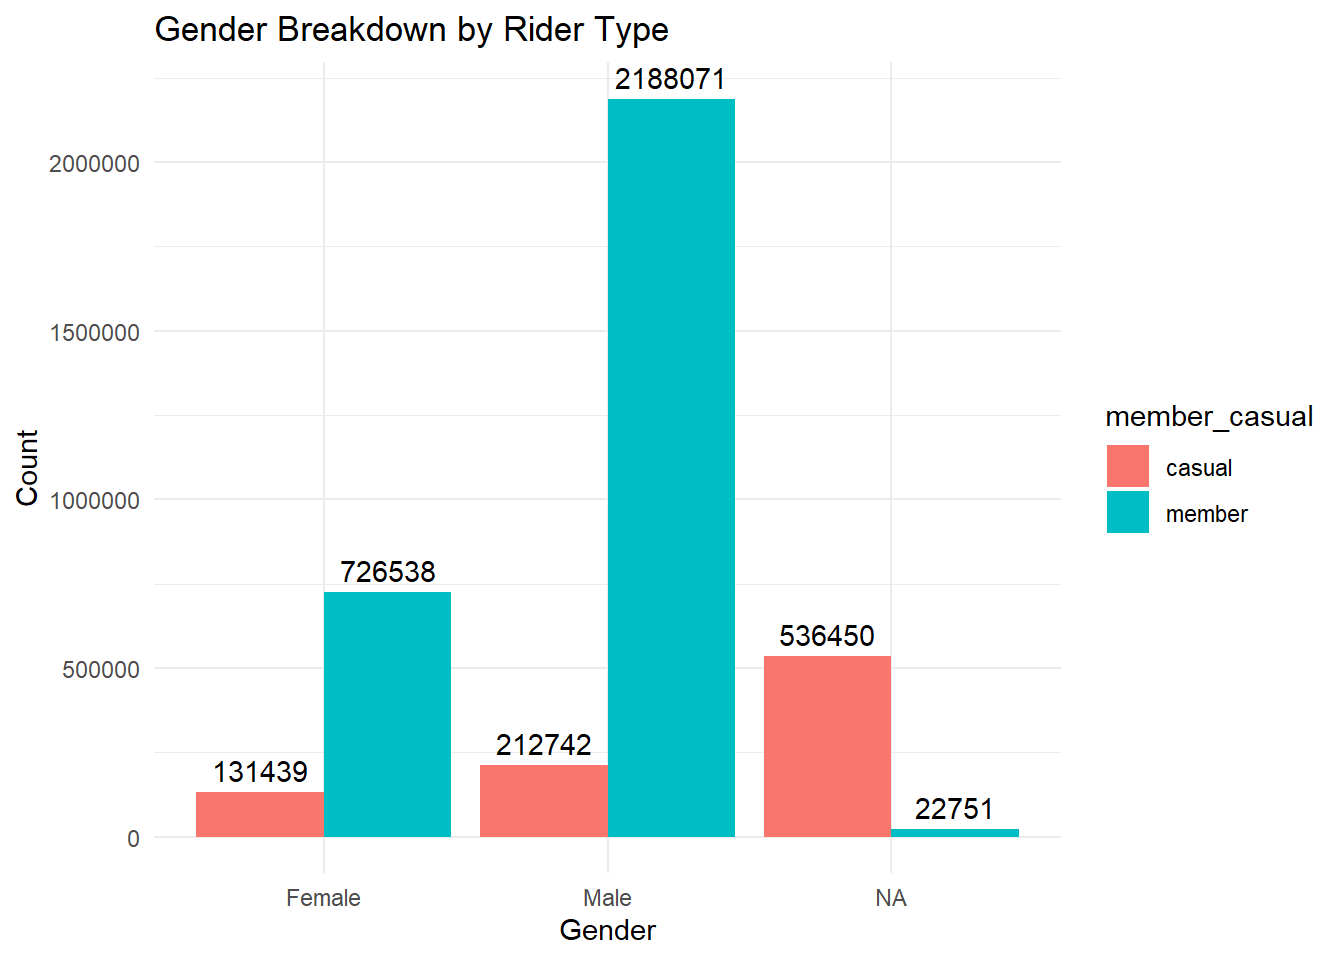 Gender Breakdown by Rider Type
2188071
2000000
1500000
Count
1000000
726538
536450
500000
212742
131439
22751
0
Female Male NA
Gender
member_casual
casual
member